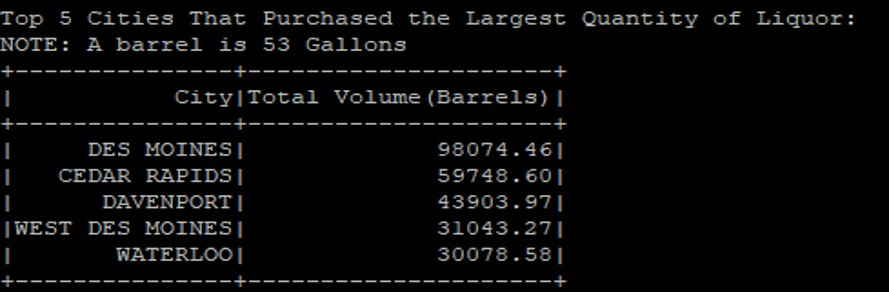 Top 5 Cities That Purchased the Largest Quantity of Liquor:
NOTE: A barrel is 53 Gallons
+---------------+---------------------+
|           City|Total Volume(Barrels)|
+---------------+---------------------+
|     DES MOINES|             98074.46|
|   CEDAR RAPIDS|             59748.60|
|      DAVENPORT|             43903.97|
|WEST DES MOINES|             31043.27|
|       WATERLOO|             30078.58|
+---------------+---------------------+